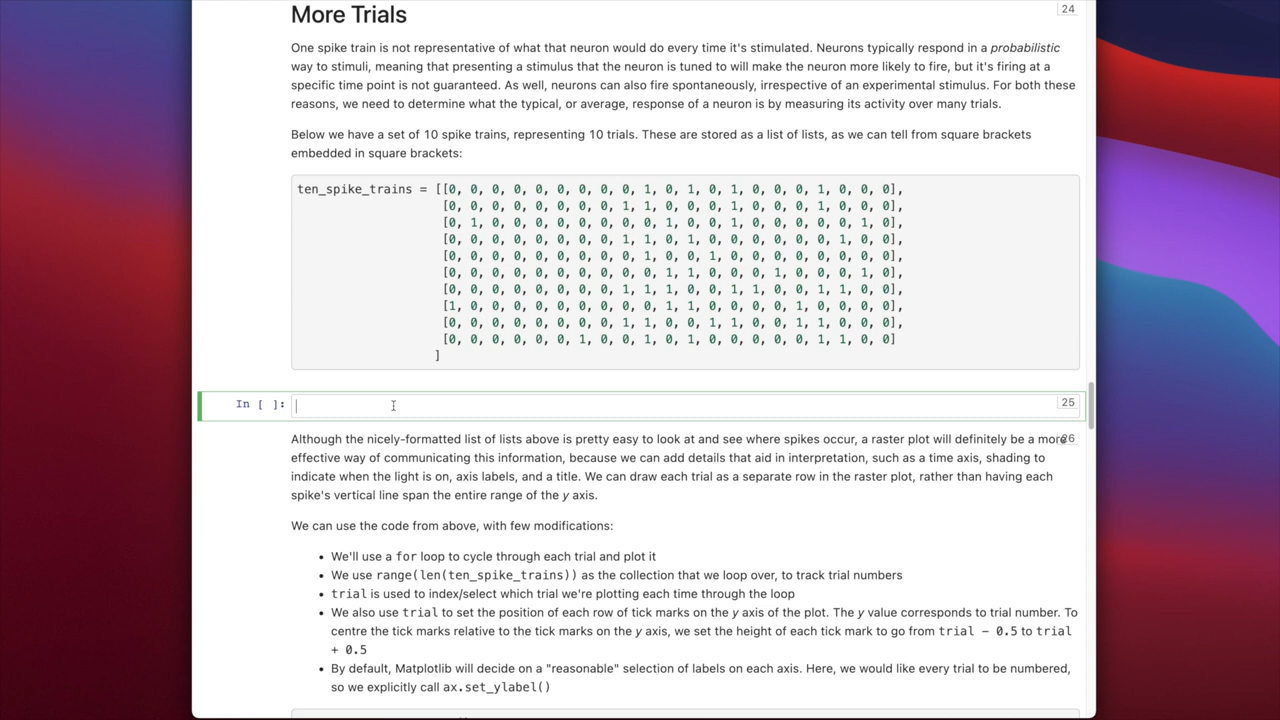 More Trials
24
One spike train is not representative of what that neuron would do every time it's stimulated. Neurons typically respond in a probabilistic
way to stimuli, meaning that presenting a stimulus that the neuron is tuned to will make the neuron more likely to fire, but it's firing at a
specific time point is not guaranteed. As well, neurons can also fire spontaneously, irrespective of an experimental stimulus. For both these
reasons, we need to determine what the typical, or average, response of a neuron is by measuring its activity over many trials.
Below we have a set of 10 spike trains, representing 10 trials. These are stored as a list of lists, as we can tell from square brackets
embedded in square brackets:
ten_spike_trains = [[0, 0, 0, 0, 0, 0, 0, 0, 0, 1, 0, 1, 0, 1, 0, 0, 0, 1, 0, 0, 0],
[0, 0, 0, 0, 0, 0, 0, 0, 1, 1, 0, 0, 0, 1, 0, 0, 0, 1, 0, 0, 0],
[0, 1, 0, 0, 0, 0, 0, 0, 0, 0, 1, 0, 0, 1, 0, 0, 0, 0, 0, 1, 0],
[0, 0, 0, 0, 0, 0, 0, 0, 1, 1, 0, 1, 0, 0, 0, 0, 0, 0, 1, 0, 0],
[0, 0, 0, 0, 0, 0, 0, 0, 0, 1, 0, 0, 1, 0, 0, 0, 0, 0, 0, 0, 0],
[0, 0, 0, 0, 0, 0, 0, 0, 0, 0, 1, 1, 0, 0, 0, 1, 0, 0, 0, 1, 0],
[0, 0, 0, 0, 0, 0, 0, 0, 1, 1, 1, 0, 0, 1, 1, 0, 0, 1, 1, 0, 0],
[1, 0, 0, 0, 0, 0, 0, 0, 0, 0, 1, 1, 0, 0, 0, 0, 1, 0, 0, 0, 0],
[0, 0, 0, 0, 0, 0, 0, 0, 1, 1, 0, 0, 1, 1, 0, 0, 1, 1, 0, 0, 0],
[0, 0, 0, 0, 0, 0, 1, 0, 0, 1, 0, 1, 0, 0, 0, 0, 0, 1, 1, 0, 0]
]
In [ ]:
25
Although the nicely-formatted list of lists above is pretty easy to look at and see where spikes occur, a raster plot will definitely be a more
26
effective way of communicating this information, because we can add details that aid in interpretation, such as a time axis, shading to
indicate when the light is on, axis labels, and a title. We can draw each trial as a separate row in the raster plot, rather than having each
spike's vertical line span the entire range of the y axis.
We can use the code from above, with few modifications:
• We'll use a for loop to cycle through each trial and plot it
• We use range(len(ten_spike_trains)) as the collection that we loop over, to track trial numbers
• trial is used to index/select which trial we're plotting each time through the loop
• We also use trial to set the position of each row of tick marks on the y axis of the plot. The y value corresponds to trial number. To
centre the tick marks relative to the tick marks on the y axis, we set the height of each tick mark to go from trial − 0.5 to trial
+ 0.5
• By default, Matplotlib will decide on a "reasonable" selection of labels on each axis. Here, we would like every trial to be numbered,
so we explicitly call ax.set_ylabel()